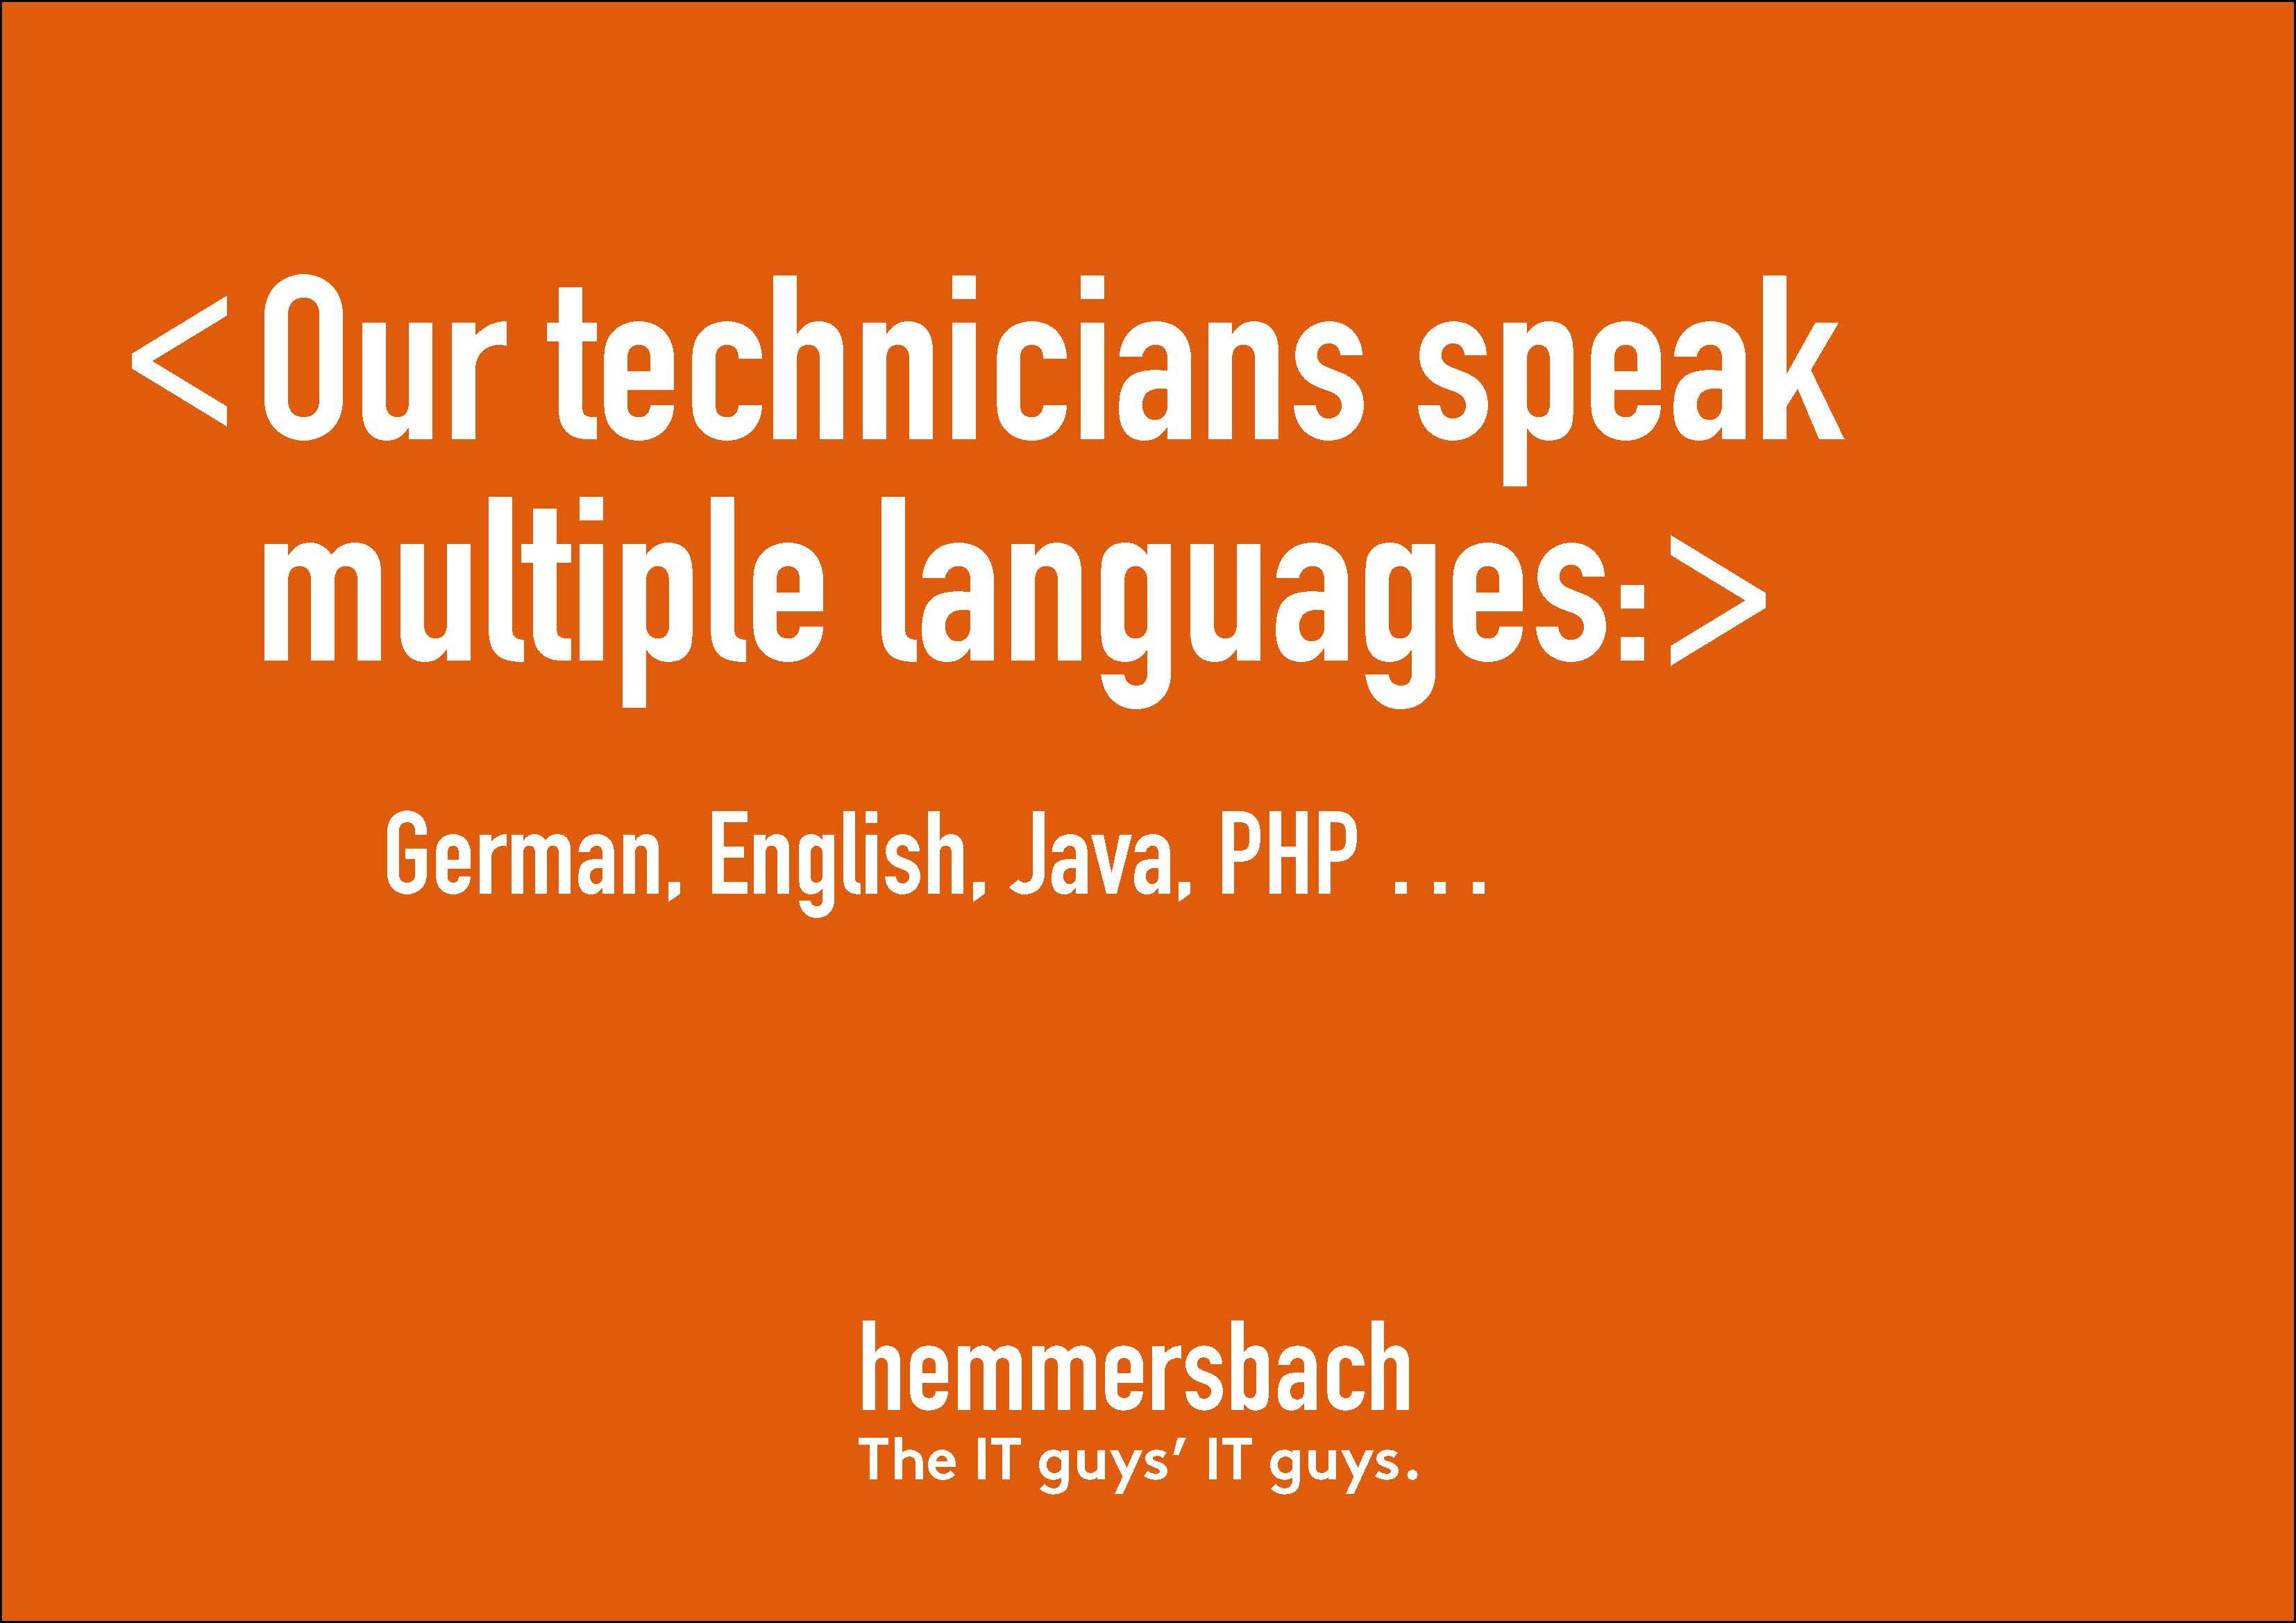 <Our technicians speak
multiple languages:>
German, English, Java, PHP . . .
hemmersbach
The IT guys’ IT guys.